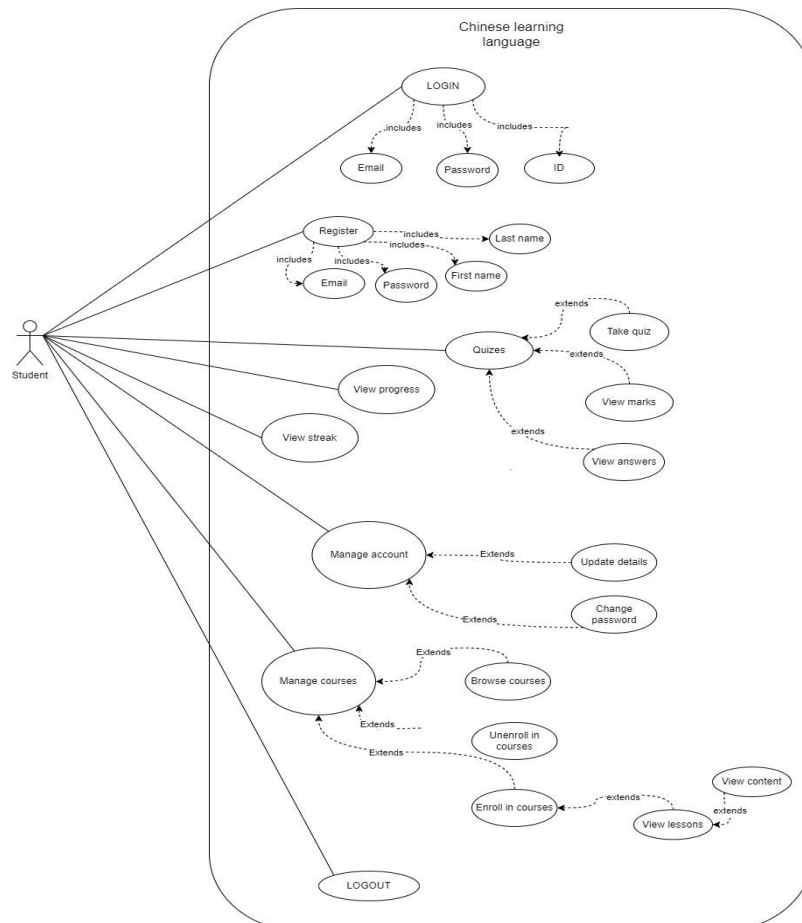 Chinese learning
language
LOGIN
includes
includes
includes
Email
Password
ID
Register
includes
Last name
includes
includes
includes
Email
Password
First name
extends
Take quiz
Quizes
extends
Student
View progress
View marks
View streak
extends
View answers
Manage account
Extends
Update details
Change
password
Extends
Extends
Manage courses
Browse courses
Extends
Unenroll in
courses
Extends
View content
extends
extends
Enroll in courses
View lessons
LOGOUT